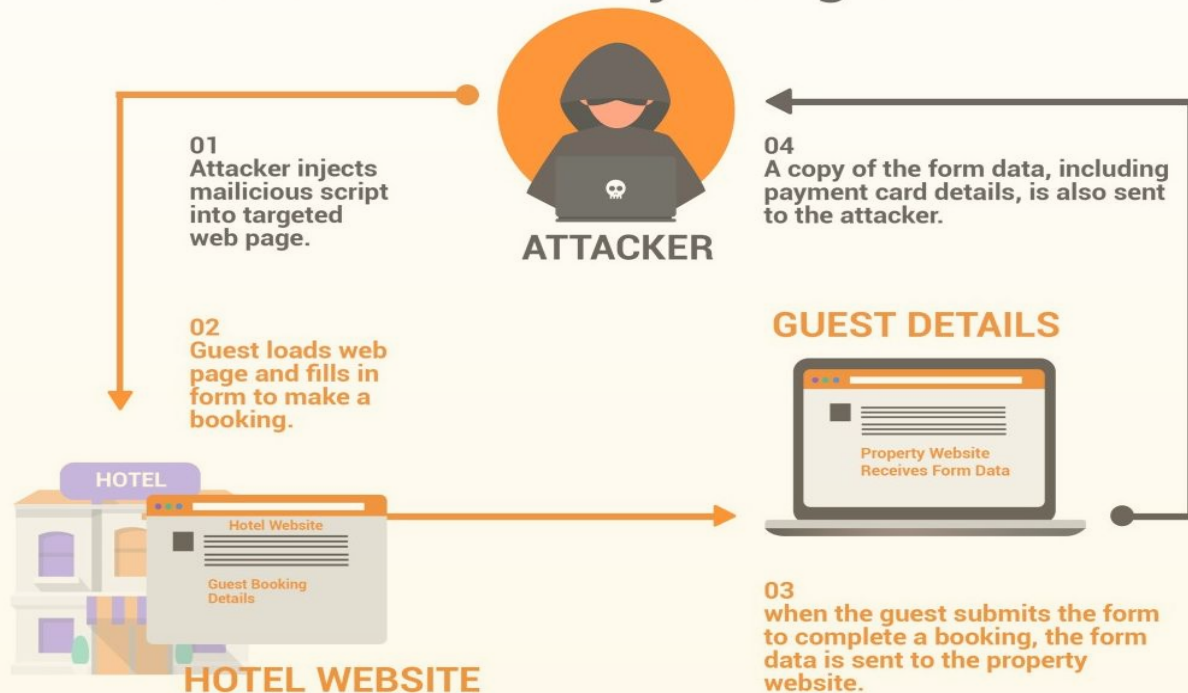 01
Attacker injects
mailicious script
into targeted
web page.
ATTACKER
04
A copy of the form data, including
payment card details, is also sent
to the attacker.
02
Guest loads web
page and fills in
form to make a
booking.
GUEST DETAILS
Property Website
Receives Form Data
HOTEL
Hotel Website
Guest Booking
Details
HOTEL WEBSITE
03
when the guest submits the form
to complete a booking, the form
data is sent to the property
website.